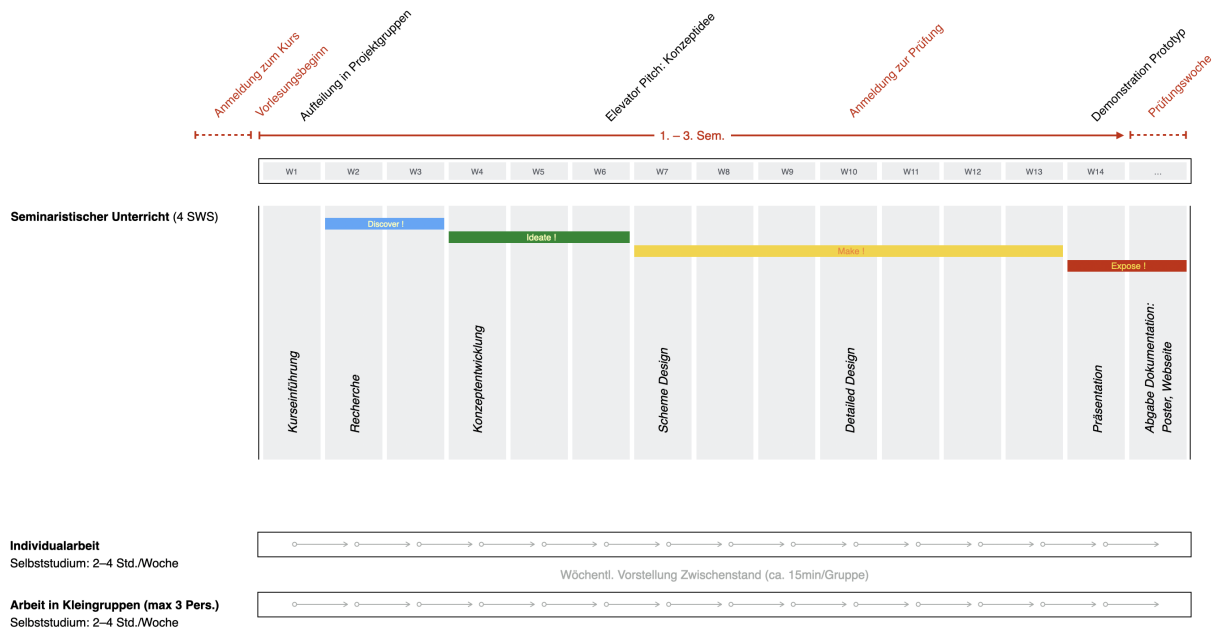 Anmeldung zum Kurs
Vorlesungsbeginn
Aufteilung in Projektgruppen
Elevator Pitch: Konzeptidee
Anmeldung zur Prüfung
Demonstration Prototyp
Prüfungswoche
1. – 3. Sem.
W1 W2 W3 W4 W5 W6 W7 W8 W9 W10 W11 W12 W13 W14 ...
Seminaristischer Unterricht (4 SWS)
Discover !
Ideate !
Make !
Expose !
Kurseinführung
Recherche
Konzeptentwicklung
Scheme Design
Detailed Design
Präsentation
Abgabe Dokumentation:
Poster, Webseite
Individualarbeit
Selbststudium: 2–4 Std./Woche
Wöchentl. Vorstellung Zwischenstand (ca. 15min/Gruppe)
Arbeit in Kleingruppen (max 3 Pers.)
Selbststudium: 2–4 Std./Woche